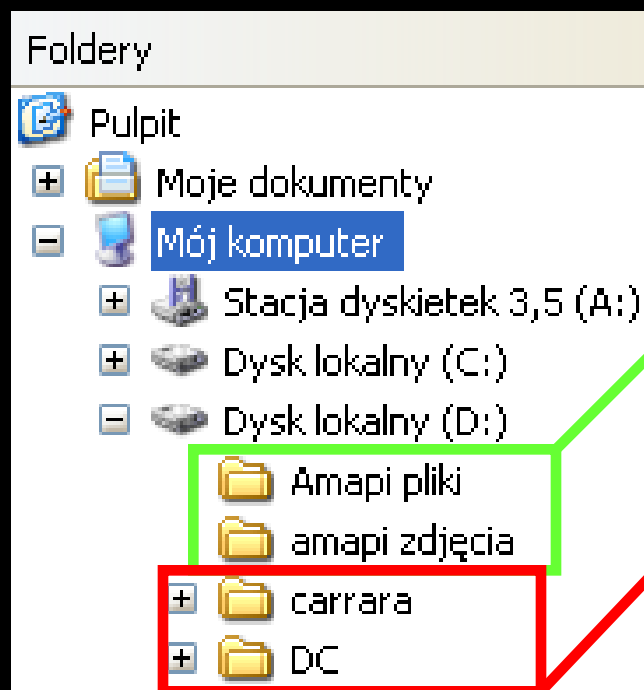 Foldery
Pulpit
Moje dokumenty
Mój komputer
Stacja dyskietek 3,5 (A:)
Dysk lokalny (C:)
Dysk lokalny (D:)
Amapi pliki
amapi zdjęcia
carrara
DC